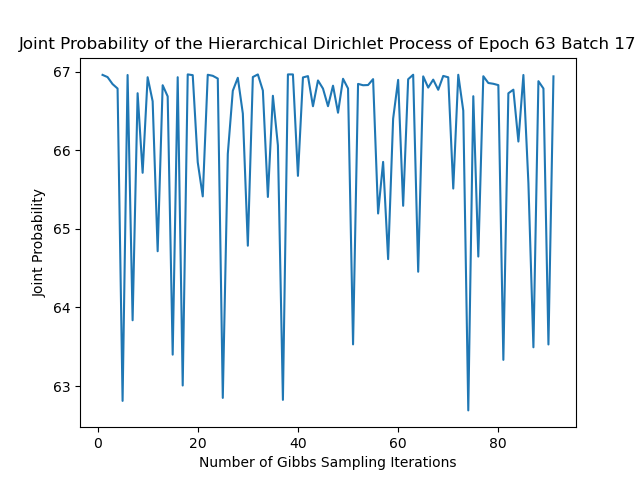 Joint Probability of the Hierarchical Dirichlet Process of Epoch 63 Batch 17
67
66
65
64
63
Joint Probability
0 20 40 60 80
Number of Gibbs Sampling Iterations